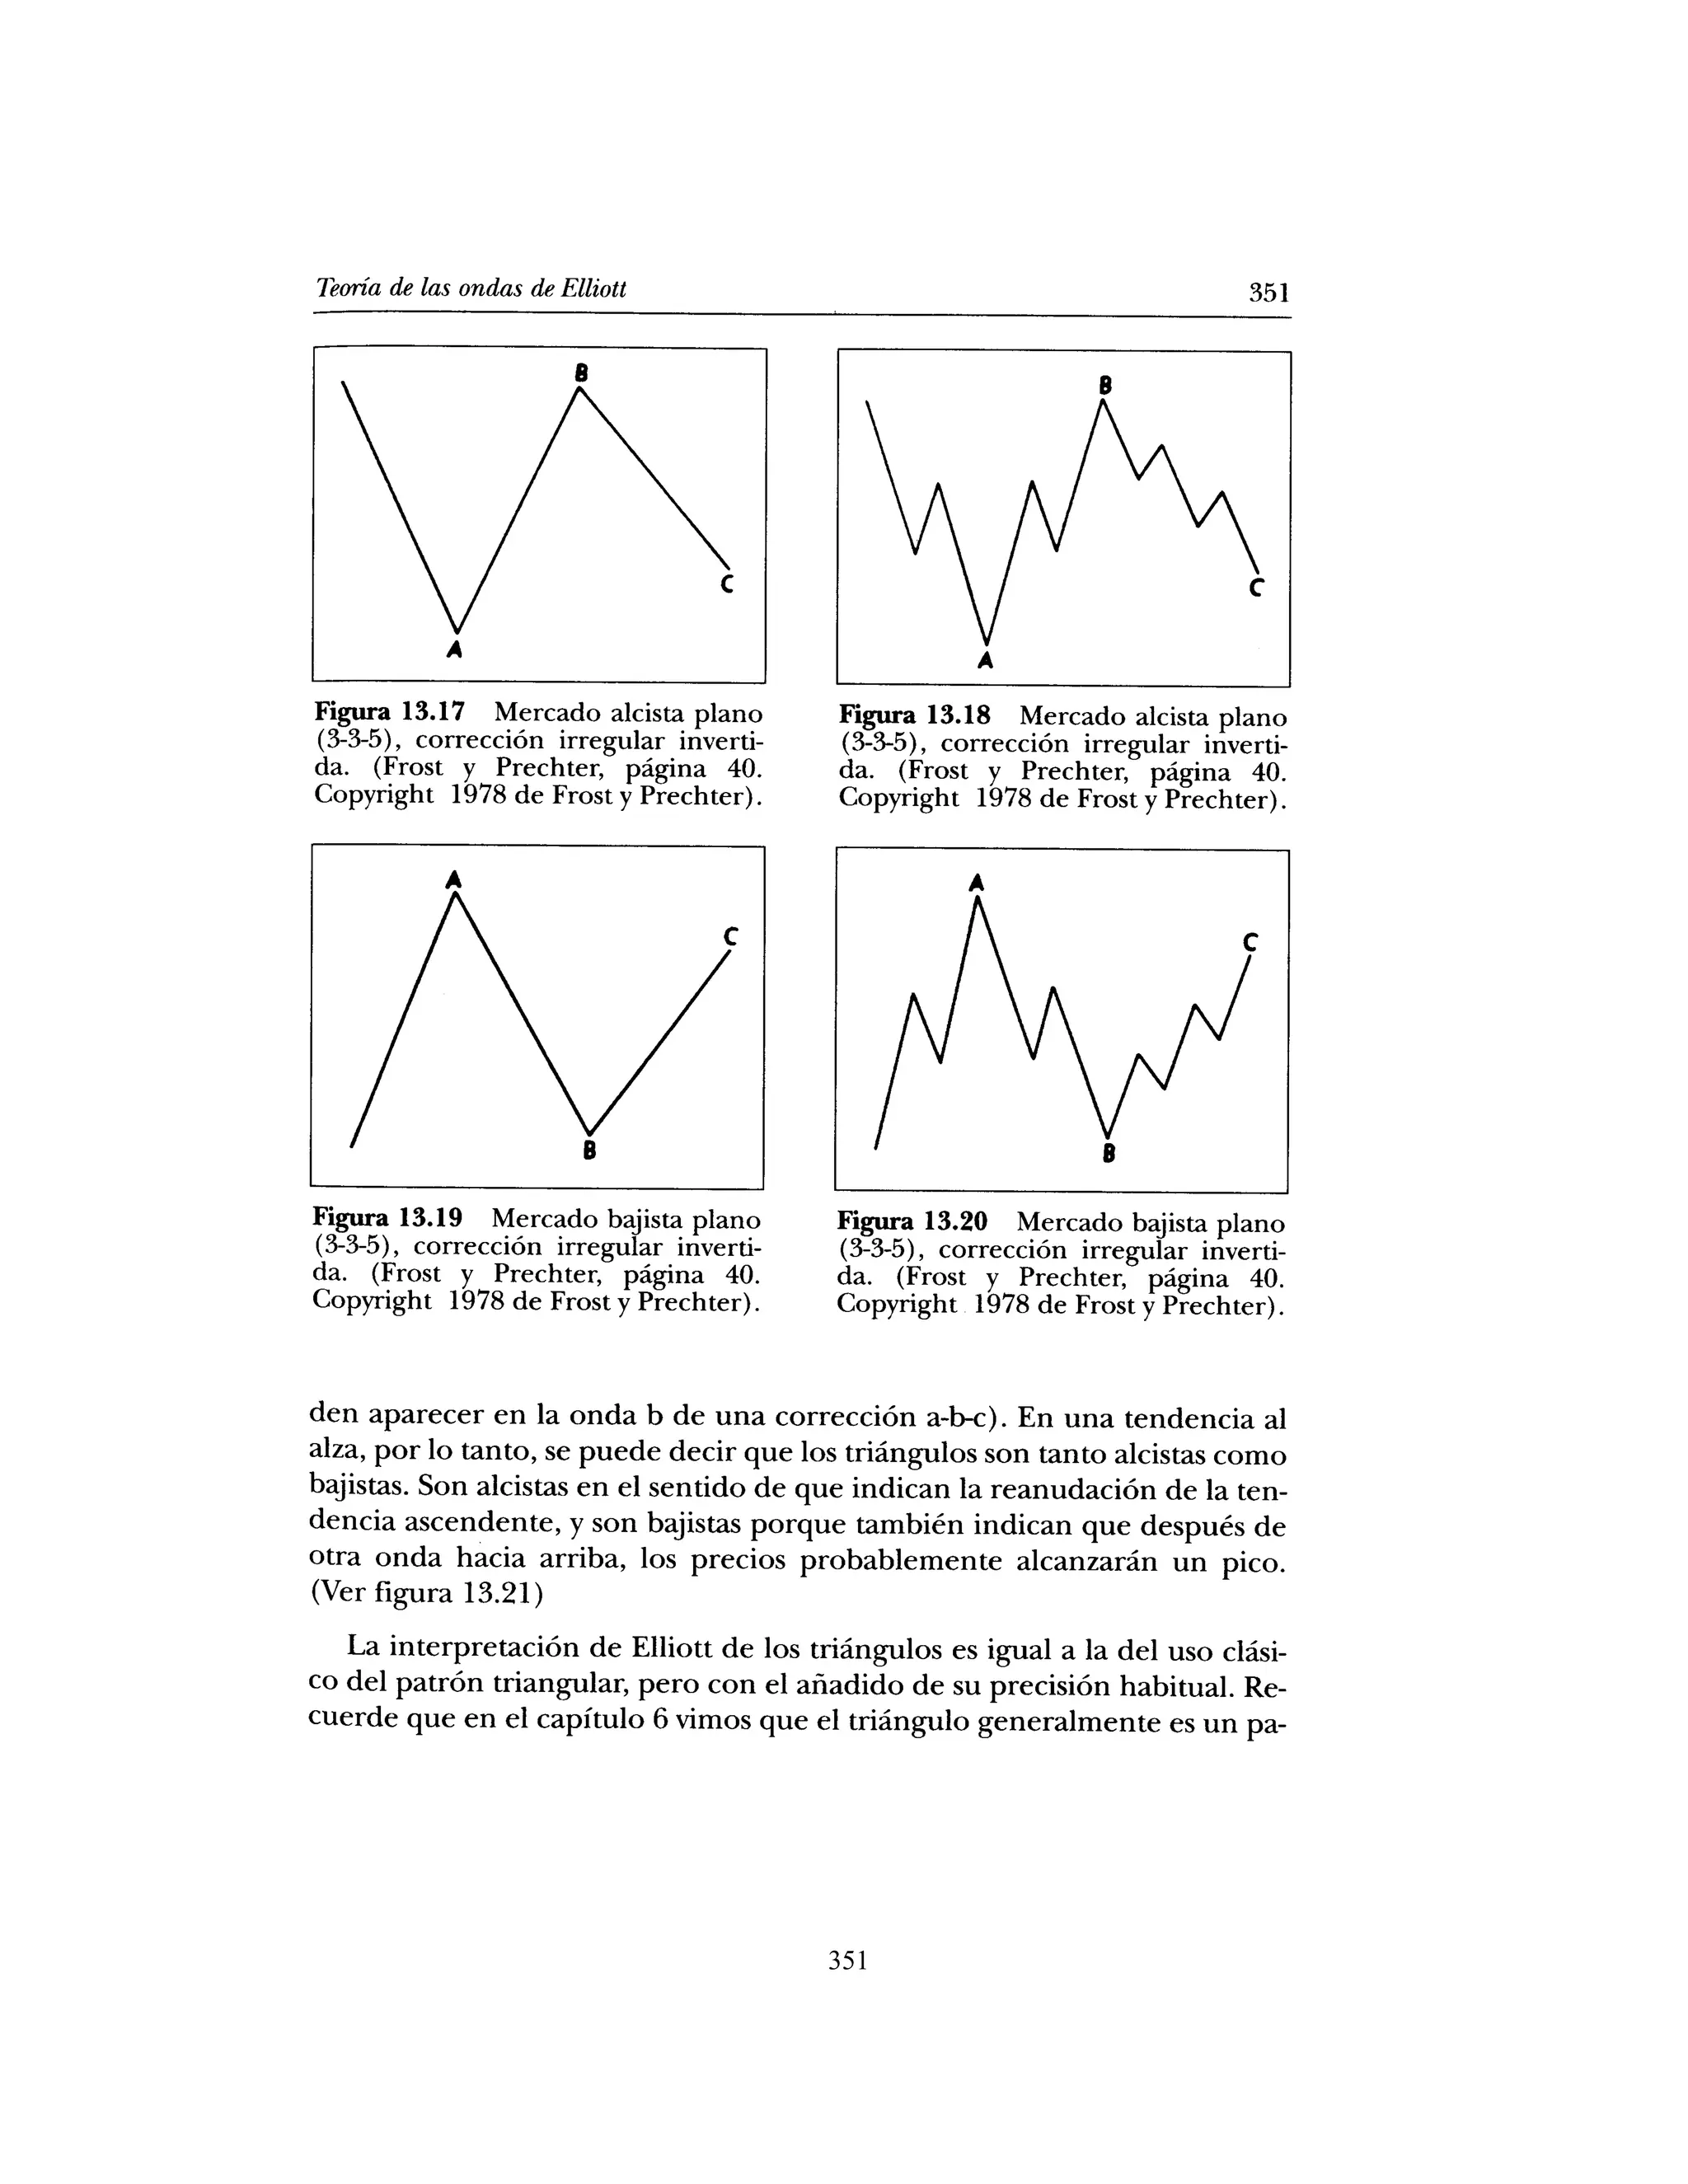 Teoría de las ondas de Elliott 351
B
A
C
Figura 13.17 Mercado alcista plano
(3-3-5), corrección irregular inverti-
da. (Frost y Prechter, página 40.
Copyright 1978 de Frost y Prechter).
B
A
C
Figura 13.18 Mercado alcista plano
(3-3-5), corrección irregular inverti-
da. (Frost y Prechter, página 40.
Copyright 1978 de Frost y Prechter).
A
C
B
Figura 13.19 Mercado bajista plano
(3-3-5), corrección irregular inverti-
da. (Frost y Prechter, página 40.
Copyright 1978 de Frost y Prechter).
A
C
B
Figura 13.20 Mercado bajista plano
(3-3-5), corrección irregular inverti-
da. (Frost y Prechter, página 40.
Copyright 1978 de Frost y Prechter).
den aparecer en la onda b de una corrección a-b-c). En una tendencia al
alza, por lo tanto, se puede decir que los triángulos son tanto alcistas como
bajistas. Son alcistas en el sentido de que indican la reanudación de la ten-
dencia ascendente, y son bajistas porque también indican que después de
otra onda hacia arriba, los precios probablemente alcanzarán un pico.
(Ver figura 13.21)
La interpretación de Elliott de los triángulos es igual a la del uso clási-
co del patrón triangular, pero con el añadido de su precisión habitual. Re-
cuerde que en el capítulo 6 vimos que el triángulo generalmente es un pa-
351